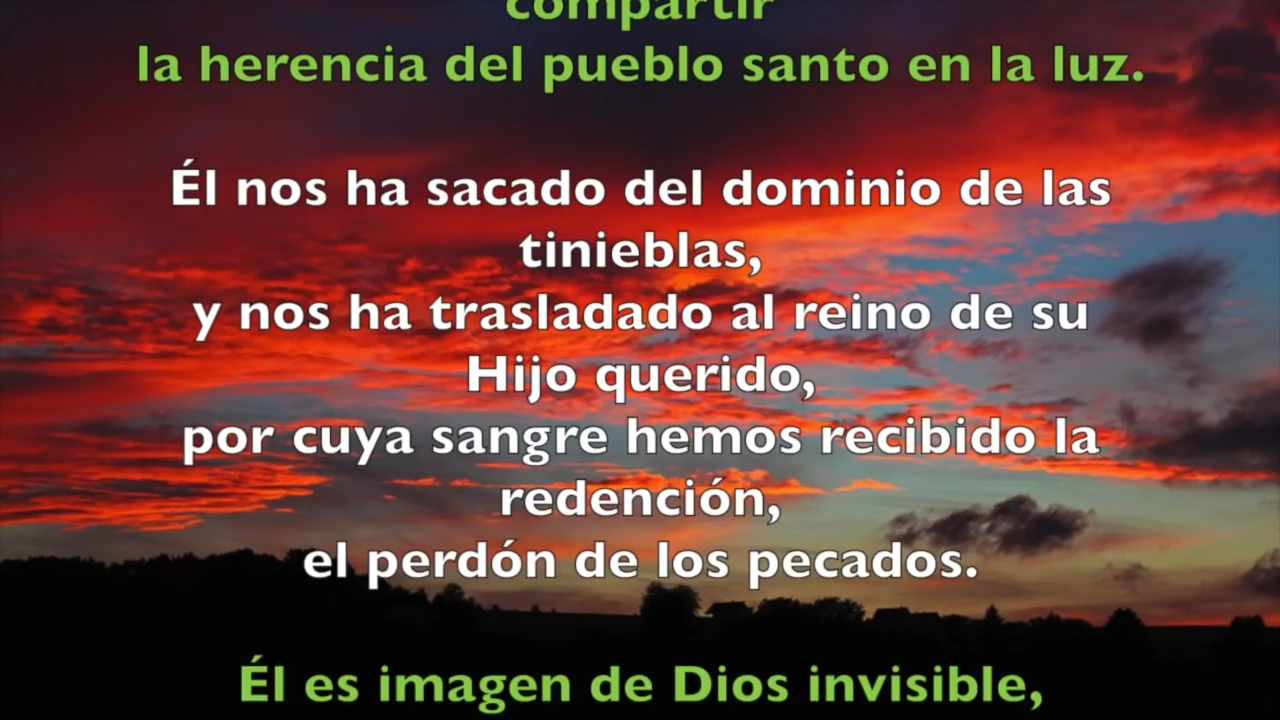 compartir
la herencia del pueblo santo en la luz.
Él nos ha sacado del dominio de las
tinieblas,
y nos ha trasladado al reino de su
Hijo querido,
por cuya sangre hemos recibido la
redención,
el perdón de los pecados.
Él es imagen de Dios invisible,